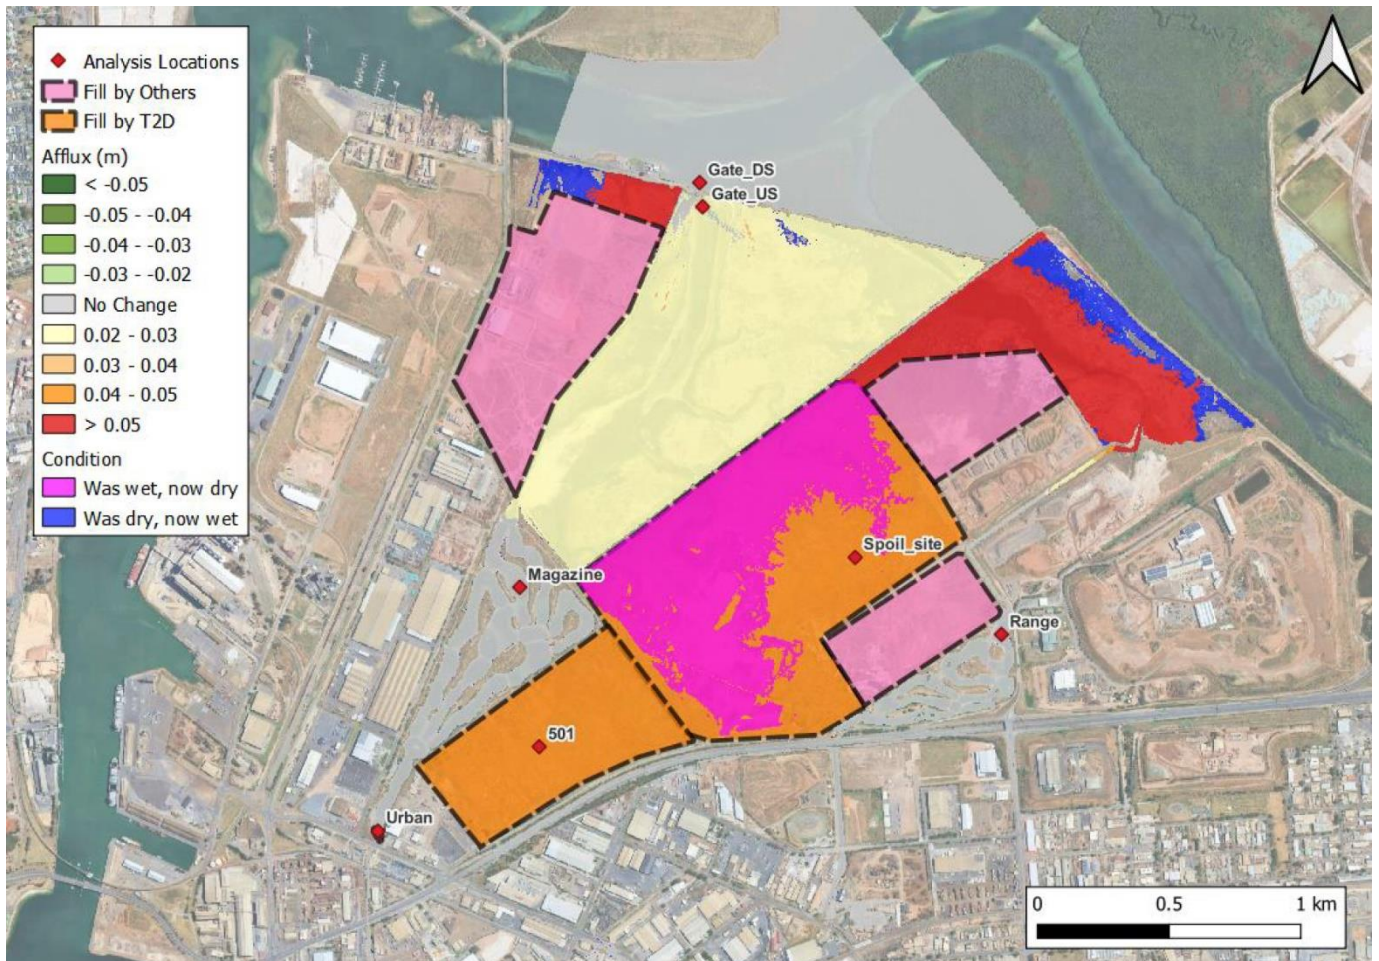 Analysis Locations
Fill by Others
Fill by T2D
Afflux (m)
< -0.05
-0.05 - -0.04
-0.04 - -0.03
-0.03 - -0.02
No Change
0.02 - 0.03
0.03 - 0.04
0.04 - 0.05
> 0.05
Condition
Was wet, now dry
Was dry, now wet
Gate_DS
Gate_US
Spoil_site
Magazine
Range
501
Urban
0 0.5 1 km